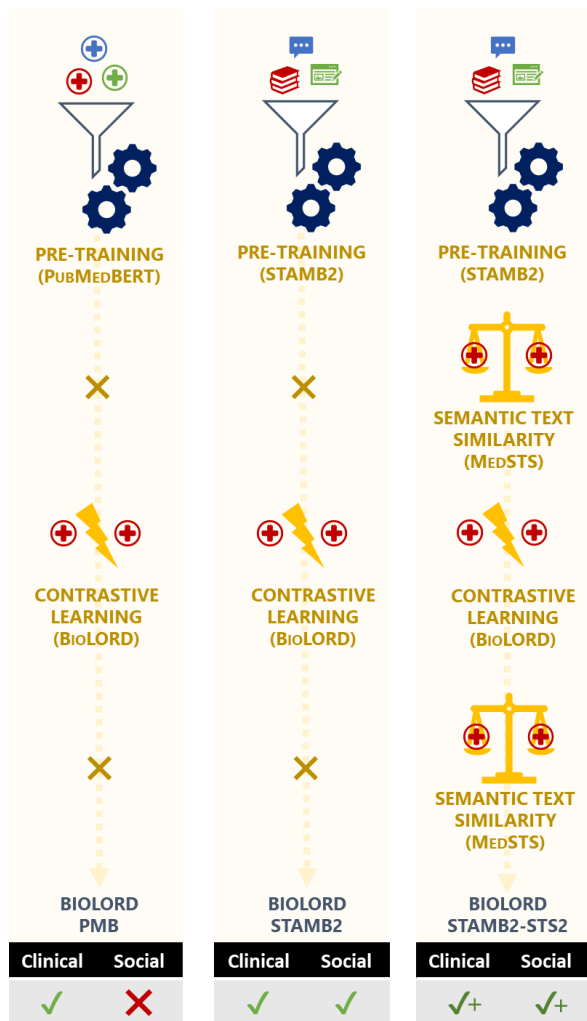 PRE-TRAINING
(PUBMEDBERT)
CONTRASTIVE
LEARNING
(BIOLORD)
BIOLORD
PMB
Clinical Social
PRE-TRAINING
(STAMB2)
CONTRASTIVE
LEARNING
(BIOLORD)
BIOLORD
STAMB2
Clinical Social
PRE-TRAINING
(STAMB2)
SEMANTIC TEXT
SIMILARITY
(MEDSTS)
CONTRASTIVE
LEARNING
(BIOLORD)
SEMANTIC TEXT
SIMILARITY
(MEDSTS)
BIOLORD
STAMB2-STS2
Clinical Social